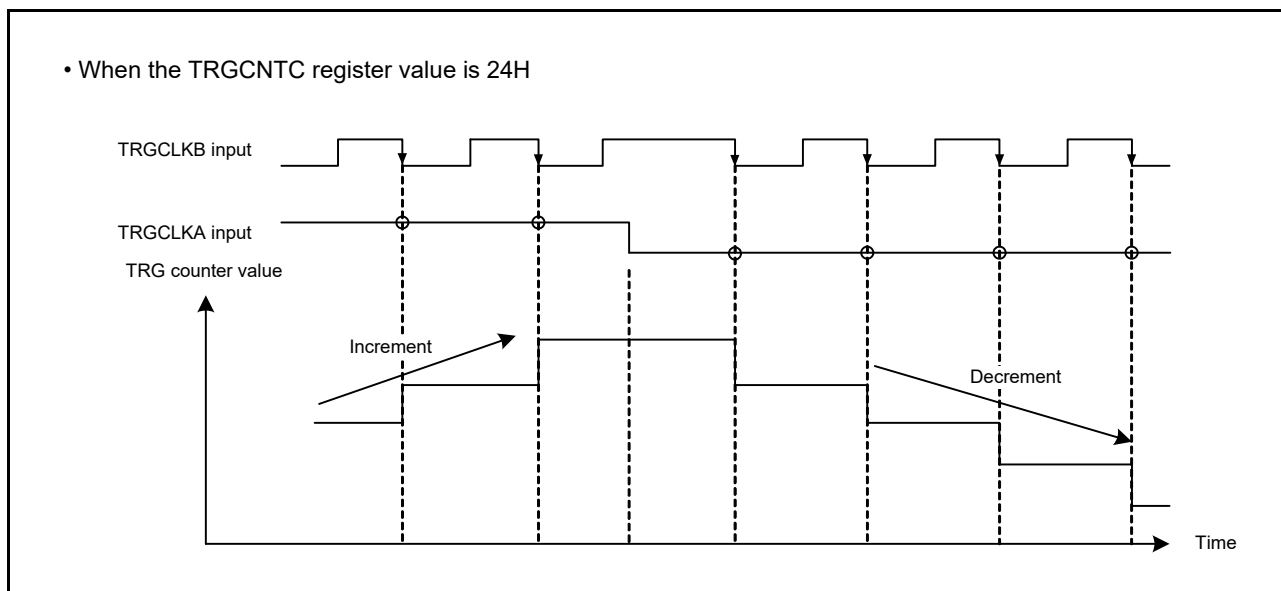 • When the TRGCNTC register value is 24H
TRGCLKB input
TRGCLKA input
TRG counter value
Increment
Decrement
Time